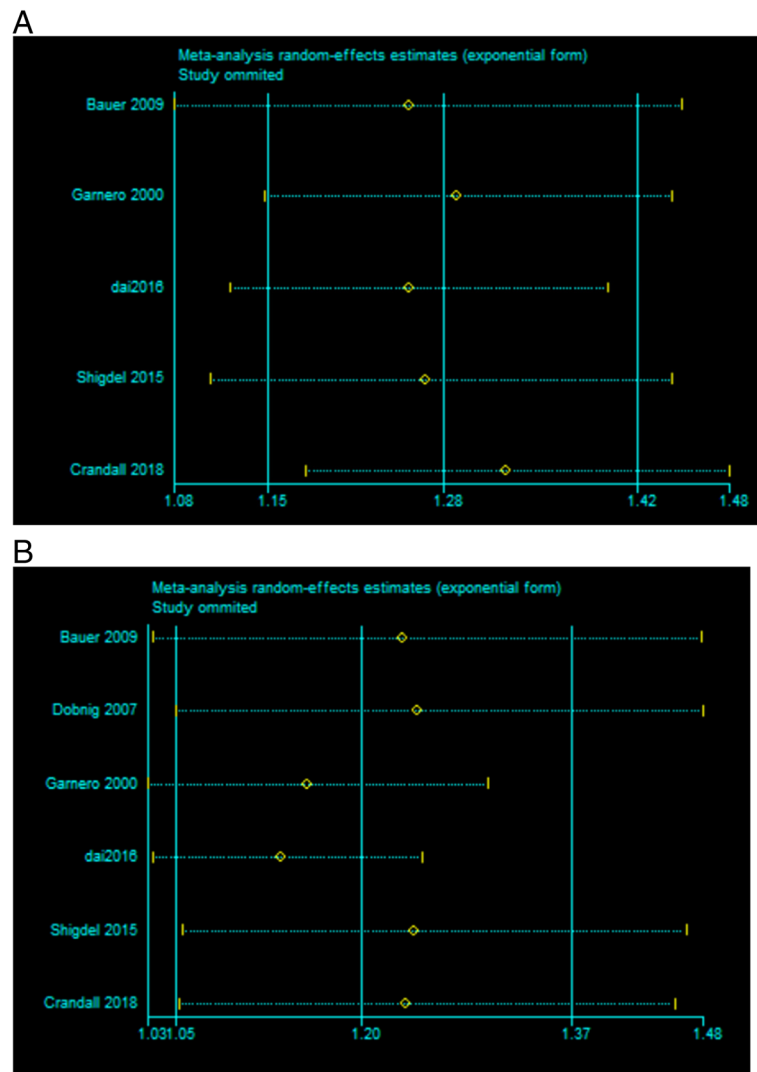 A
Meta-analysis random-effects estimates (exponential form)
Study ommited
Bauer 2009
Garnero 2000
dai2016
Shigdel 2015
Crandall 2018
1.08 1.15 1.28 1.42 1.48
B
Meta-analysis random-effects estimates (exponential form)
Study ommited
Bauer 2009
Dobnig 2007
Garnero 2000
dai2016
Shigdel 2015
Crandall 2018
1.031.05 1.20 1.37 1.48